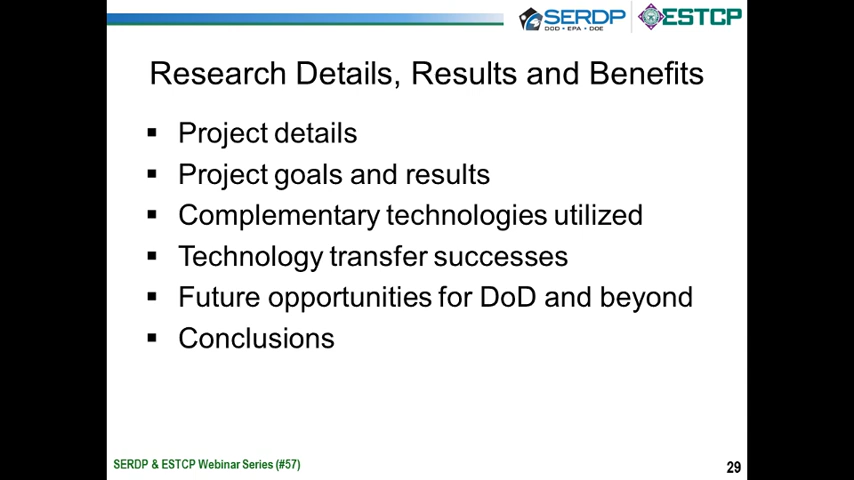 SERDP
DOD • EPA • DOE
ESTCP
Research Details, Results and Benefits
▪ Project details
▪ Project goals and results
▪ Complementary technologies utilized
▪ Technology transfer successes
▪ Future opportunities for DoD and beyond
▪ Conclusions
SERDP & ESTCP Webinar Series (#57)
29